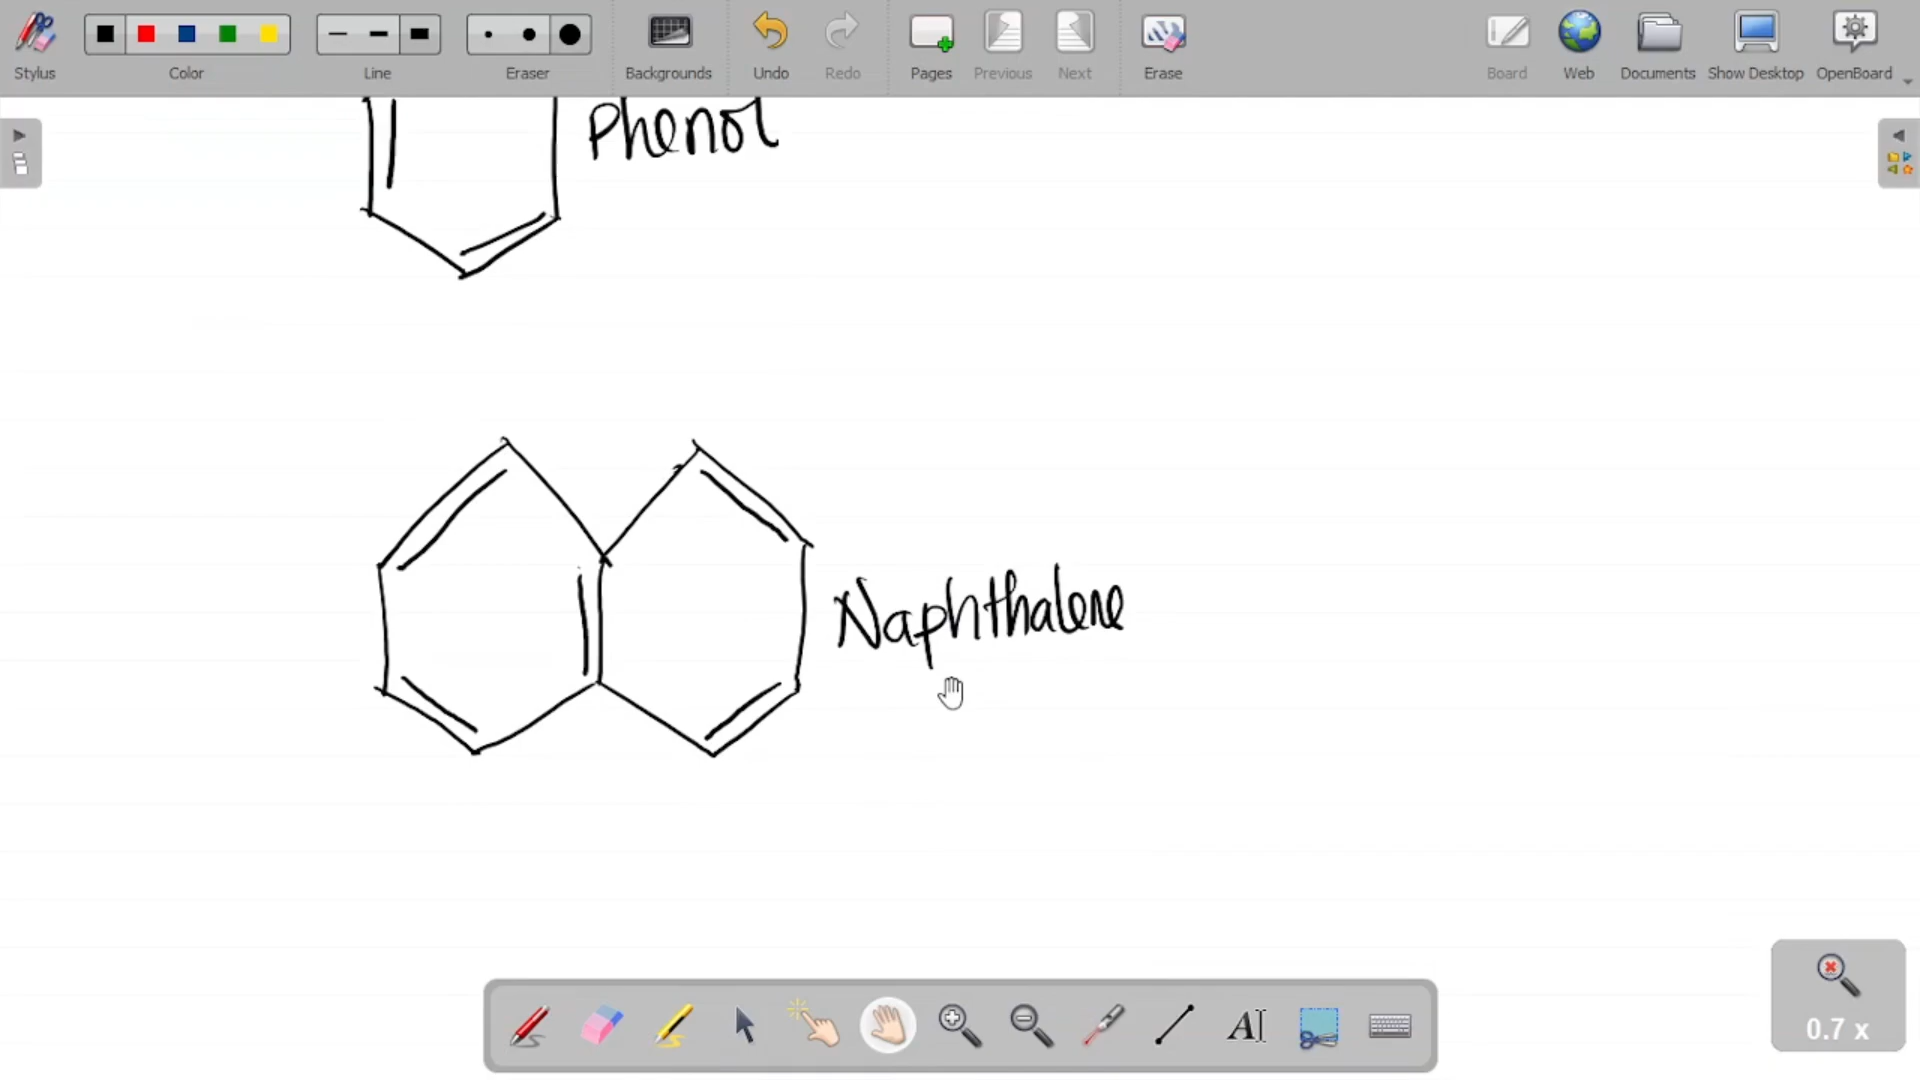 Stylus Color Line Eraser Backgrounds Undo Redo Pages Previous Next Erase Board Web Documents Show Desktop OpenBoard
Phenol
Naphthalene
0.7 x